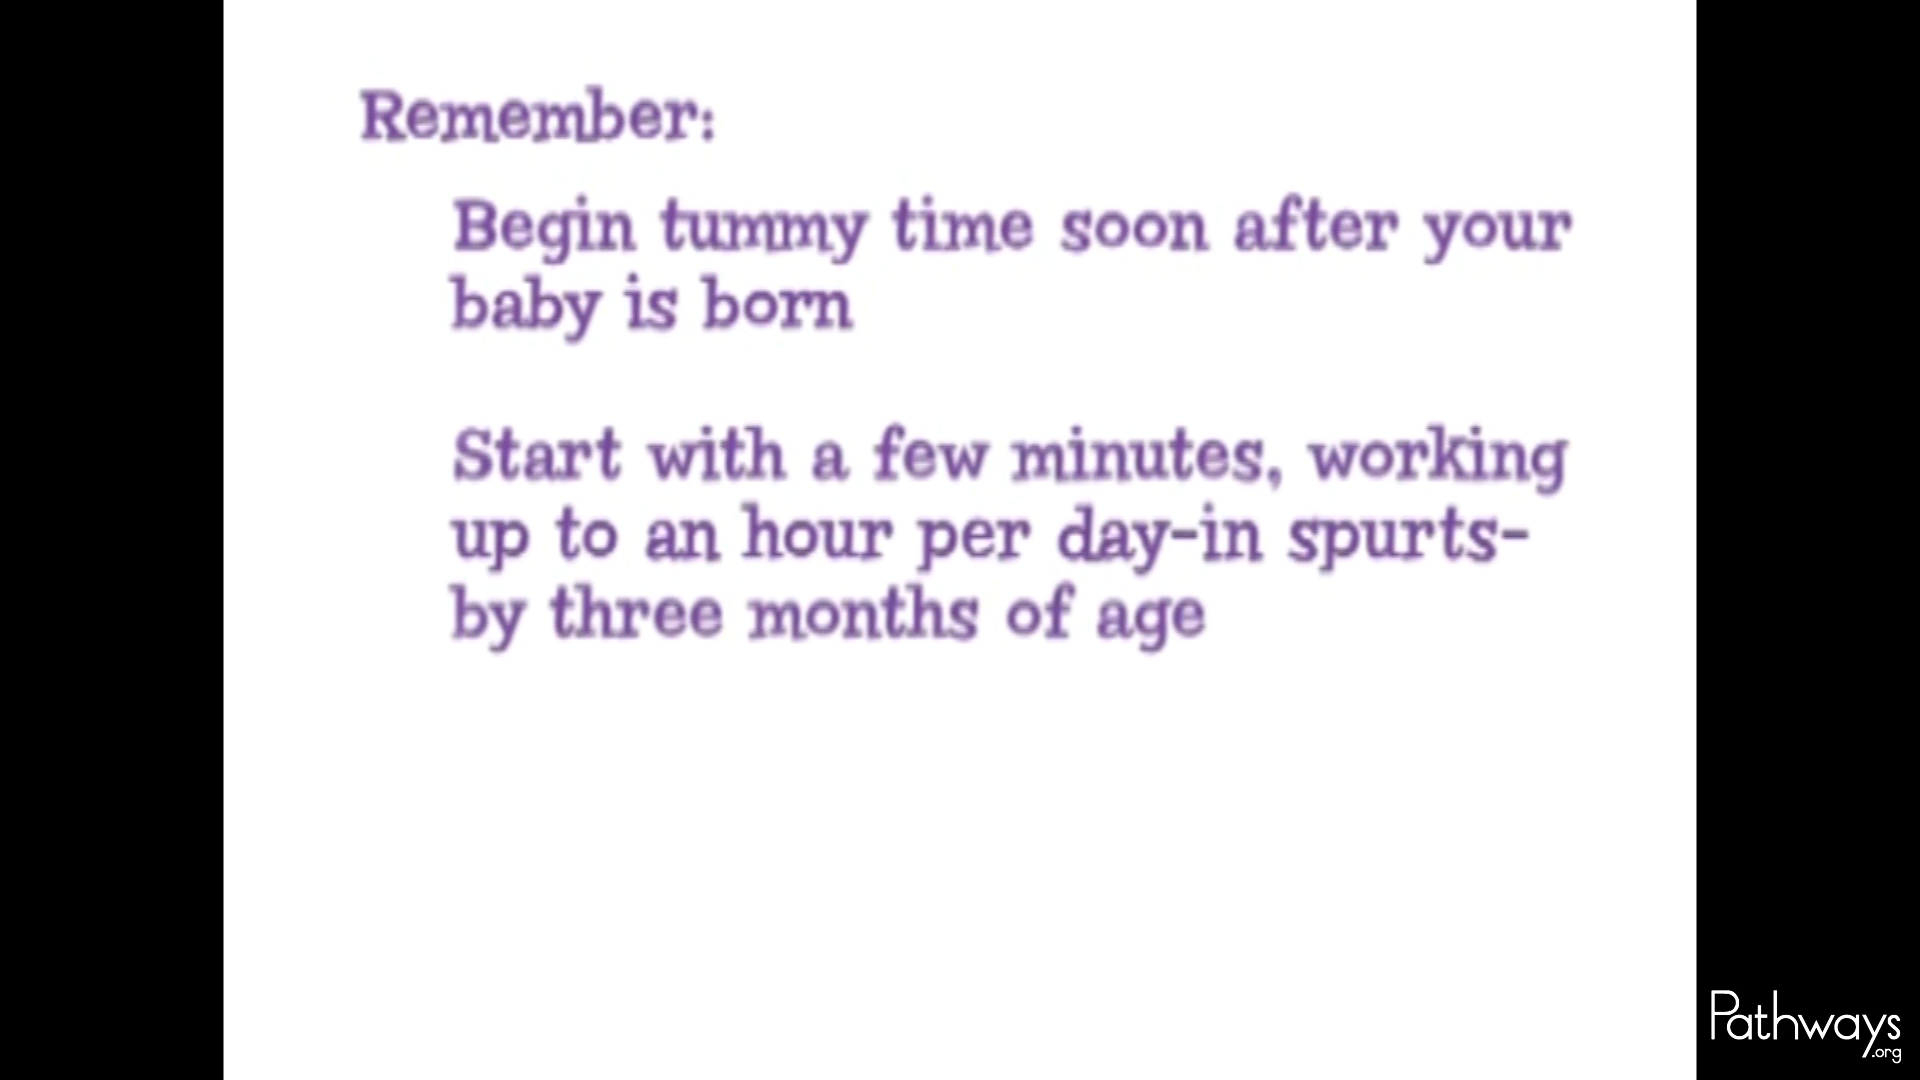 Remember:
Begin tummy time soon after your
baby is born
Start with a few minutes, working
up to an hour per day-in spurts-
by three months of age
Pathways
.org